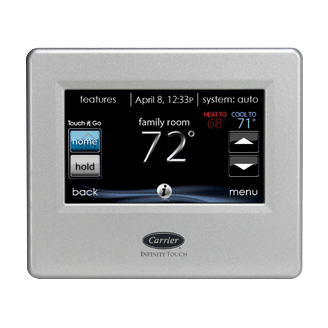 features | April 8, 12:33P | system: auto
Touch N Go
family room
HEAT TO COOL TO
68° 71°
home
72°
hold
back i menu
Carrier
INFINITY TOUCH